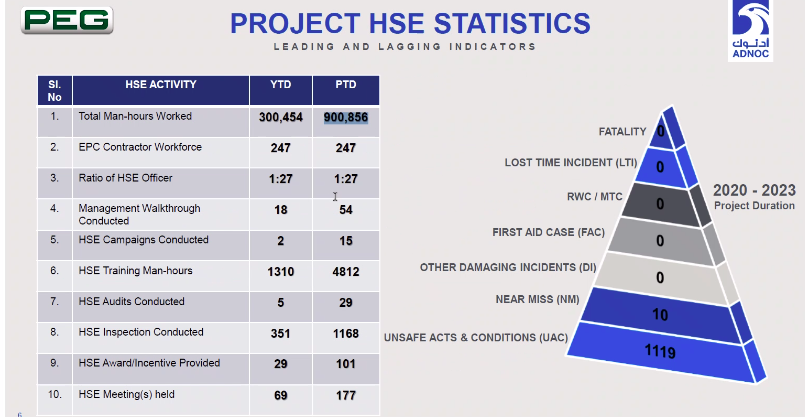 PEG
PROJECT HSE STATISTICS
LEADING AND LAGGING INDICATORS
أدنوك
ADNOC
SI. No HSE ACTIVITY YTD PTD
1. Total Man-hours Worked 300,454 900,856
2. EPC Contractor Workforce 247 247
3. Ratio of HSE Officer 1:27 1:27
4. Management Walkthrough Conducted 18 54
5. HSE Campaigns Conducted 2 15
6. HSE Training Man-hours 1310 4812
7. HSE Audits Conducted 5 29
8. HSE Inspection Conducted 351 1168
9. HSE Award/Incentive Provided 29 101
10. HSE Meeting(s) held 69 177
FATALITY 0
LOST TIME INCIDENT (LTI) 0
RWC / MTC 0
FIRST AID CASE (FAC) 0
OTHER DAMAGING INCIDENTS (DI) 0
NEAR MISS (NM) 10
UNSAFE ACTS & CONDITIONS (UAC) 1119
2020 - 2023
Project Duration